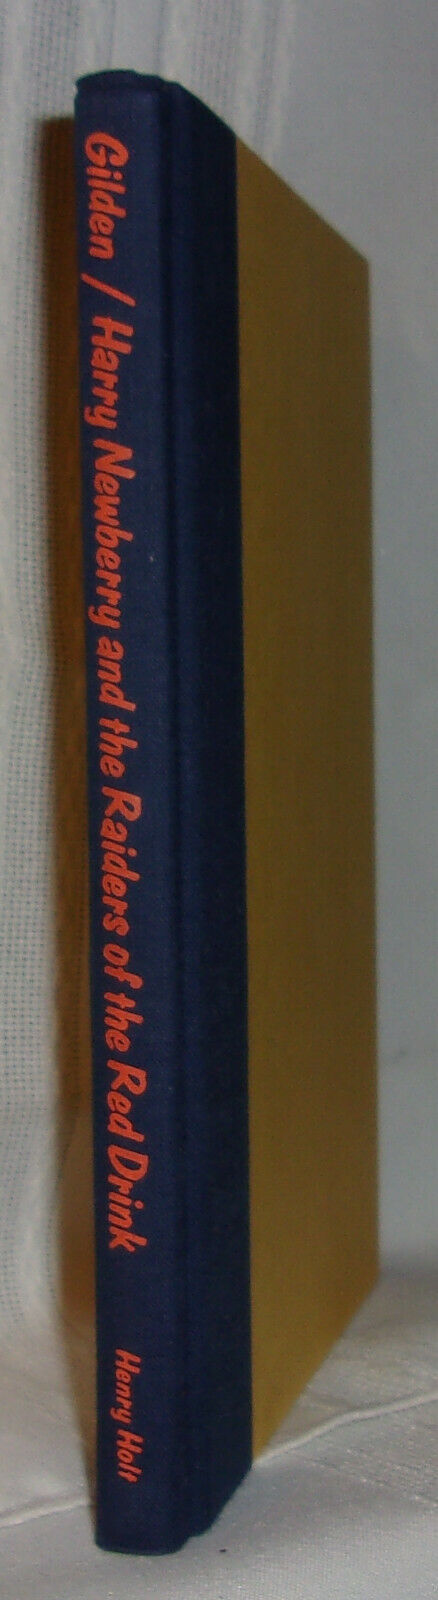 Gilden / Harry Newberry and the Raiders of the Red Drink
Henry Holt